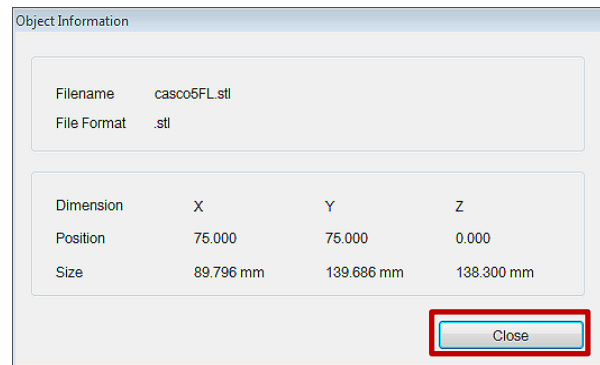 Object Information
Filename casco5FL.stl
File Format .stl
Dimension X Y Z
Position 75.000 75.000 0.000
Size 89.796 mm 139.686 mm 138.300 mm
Close